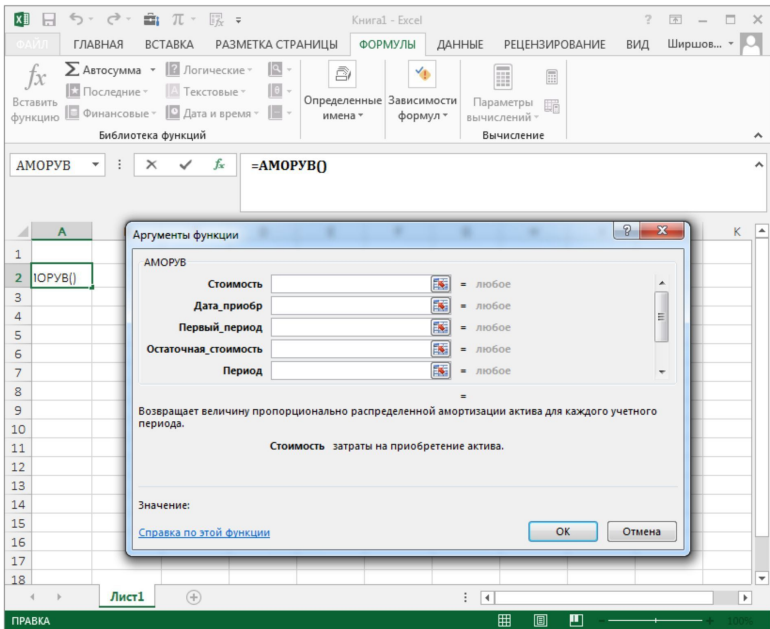 Книга1 - Excel
ФАЙЛ ГЛАВНАЯ ВСТАВКА РАЗМЕТКА СТРАНИЦЫ ФОРМУЛЫ ДАННЫЕ РЕЦЕНЗИРОВАНИЕ ВИД Ширшов...
Вставить функцию
Σ Автосумма
Последние
Финансовые
Логические
Текстовые
Дата и время
Библиотека функций
Определенные имена
Зависимости формул
Параметры вычислений
Вычисление
АМОРУВ fx =АМОРУВ()
A K
1
2 ІОРУВ()
3
4
5
6
7
8
9
10
11
12
13
14
15
16
17
18
Аргументы функции
АМОРУВ
Стоимость = любое
Дата_приобр = любое
Первый_период = любое
Остаточная_стоимость = любое
Период = любое
=
Возвращает величину пропорционально распределенной амортизации актива для каждого учетного
периода.
Стоимость затраты на приобретение актива.
Значение:
Справка по этой функции ОК Отмена
Лист1
ПРАВКА 100%